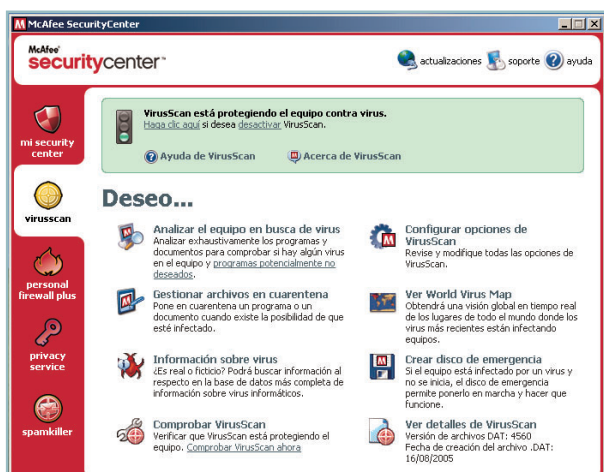 McAfee SecurityCenter
McAfee
securitycenter
actualizaciones
soporte
ayuda
mi security
center
virusscan
personal
firewall plus
privacy
service
spamkiller
VirusScan está protegiendo el equipo contra virus.
Haga clic aquí si desea desactivar VirusScan.
Ayuda de VirusScan
Acerca de VirusScan
Deseo...
Analizar el equipo en busca de virus
Analizar exhaustivamente los programas y
documentos para comprobar si hay algún virus
en el equipo y programas potencialmente no
deseados.
Configurar opciones de
VirusScan
Revise y modifique todas las opciones de
VirusScan.
Gestionar archivos en cuarentena
Pone en cuarentena un programa o un
documento cuando existe la posibilidad de que
esté infectado.
Ver World Virus Map
Obtendrá una visión global en tiempo real
de los lugares de todo el mundo donde los
virus más recientes están infectando
equipos.
Información sobre virus
¿Es real o ficticio? Podrá buscar información al
respecto en la base de datos más completa de
información sobre virus informáticos.
Crear disco de emergencia
Si el equipo está infectado por un virus y
no se inicia, el disco de emergencia
permite ponerlo en marcha y hacer que
funcione.
Comprobar VirusScan
Verificar que VirusScan está protegiendo el
equipo. Comprobar VirusScan ahora
Ver detalles de VirusScan
Versión de archivos DAT: 4560
Fecha de creación del archivo .DAT:
16/08/2005